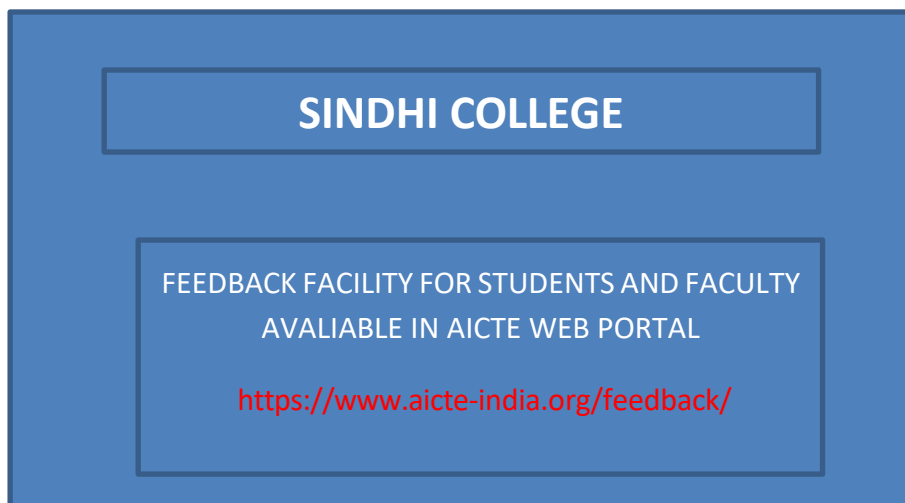 SINDHI COLLEGE
FEEDBACK FACILITY FOR STUDENTS AND FACULTY
AVALIABLE IN AICTE WEB PORTAL
https://www.aicte-india.org/feedback/